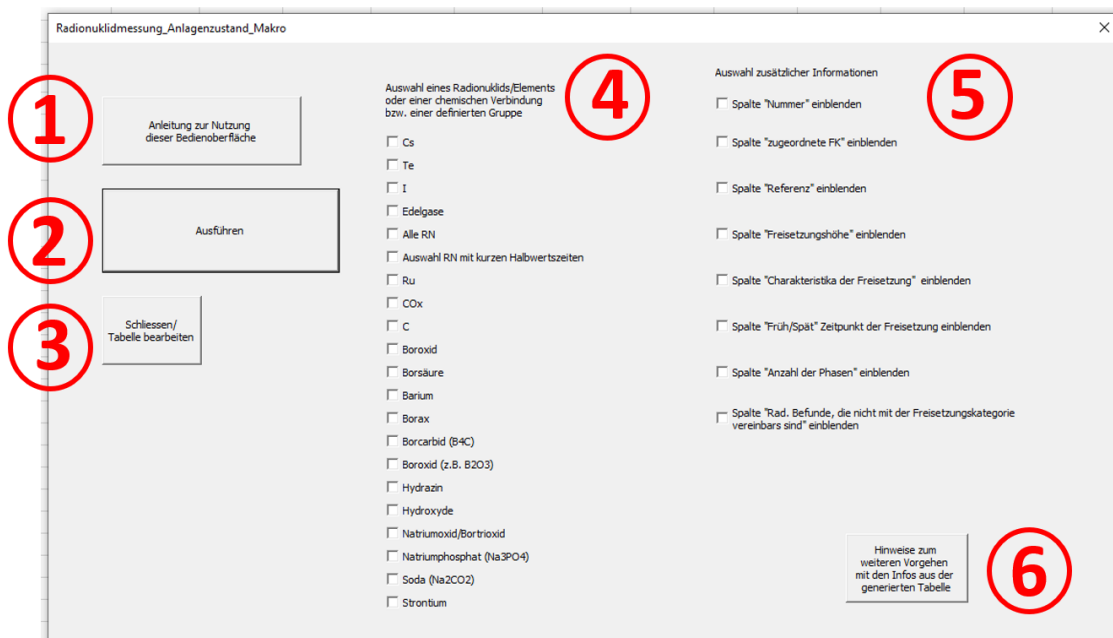 Radionuklidmessung_Anlagenzustand_Makro
1
Anleitung zur Nutzung
dieser Bedienoberfläche
2
Ausführen
3
Schliessen/
Tabelle bearbeiten
4
Auswahl eines Radionuklids/Elements
oder einer chemischen Verbindung
bzw. einer definierten Gruppe
Cs
Te
I
Edelgase
Alle RN
Auswahl RN mit kurzen Halbwertszeiten
Ru
COx
C
Boroxid
Borsäure
Barium
Borax
Borcarbid (B4C)
Boroxid (z.B. B2O3)
Hydrazin
Hydroxyde
Natriumoxid/Bortrioxid
Natriumphosphat (Na3PO4)
Soda (Na2CO2)
Strontium
5
Auswahl zusätzlicher Informationen
Spalte "Nummer" einblenden
Spalte "zugeordnete FK" einblenden
Spalte "Referenz" einblenden
Spalte "Freisetzungshöhe" einblenden
Spalte "Charakteristika der Freisetzung" einblenden
Spalte "Früh/Spät" Zeitpunkt der Freisetzung einblenden
Spalte "Anzahl der Phasen" einblenden
Spalte "Rad. Befunde, die nicht mit der Freisetzungskategorie
vereinbars sind" einblenden
Hinweise zum
weiteren Vorgehen
mit den Infos aus der
generierten Tabelle
6